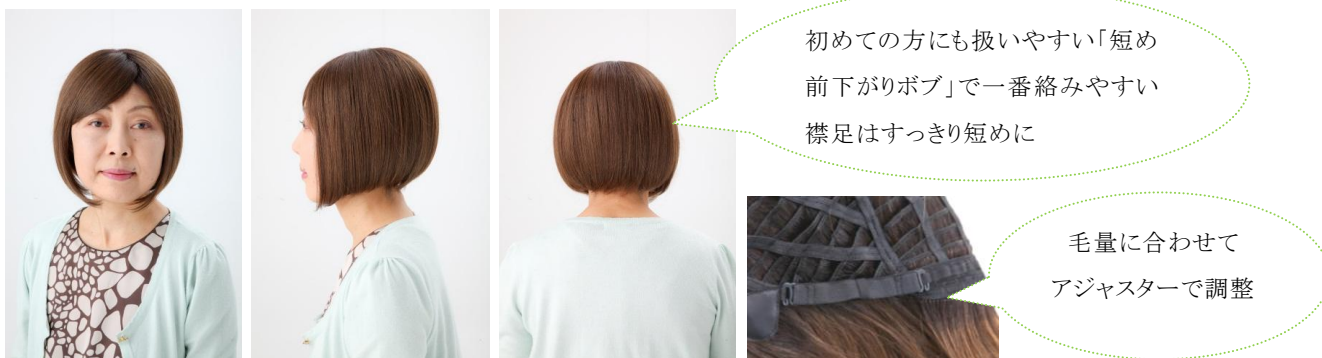 初めての方にも扱いやすい「短め
前下がりボブ」で一番絡みやすい
襟足はすっきり短めに
毛量に合わせて
アジャスターで調整